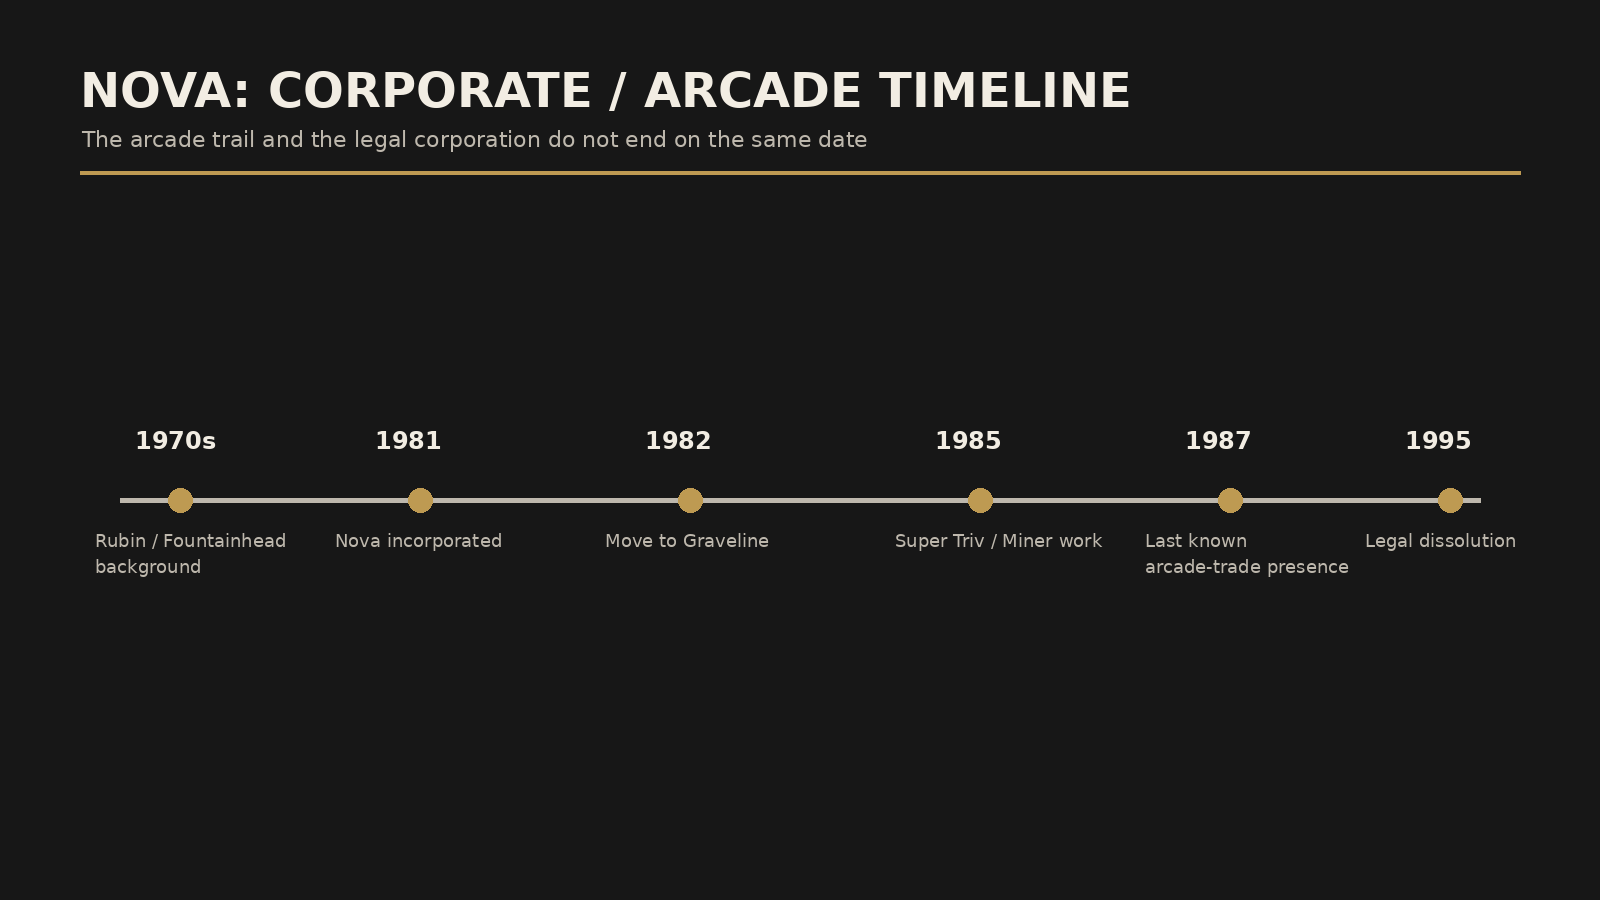 NOVA: CORPORATE / ARCADE TIMELINE
The arcade trail and the legal corporation do not end on the same date
1970s
Rubin / Fountainhead
background
1981
Nova incorporated
1982
Move to Graveline
1985
Super Triv / Miner work
1987
Last known
arcade-trade presence
1995
Legal dissolution